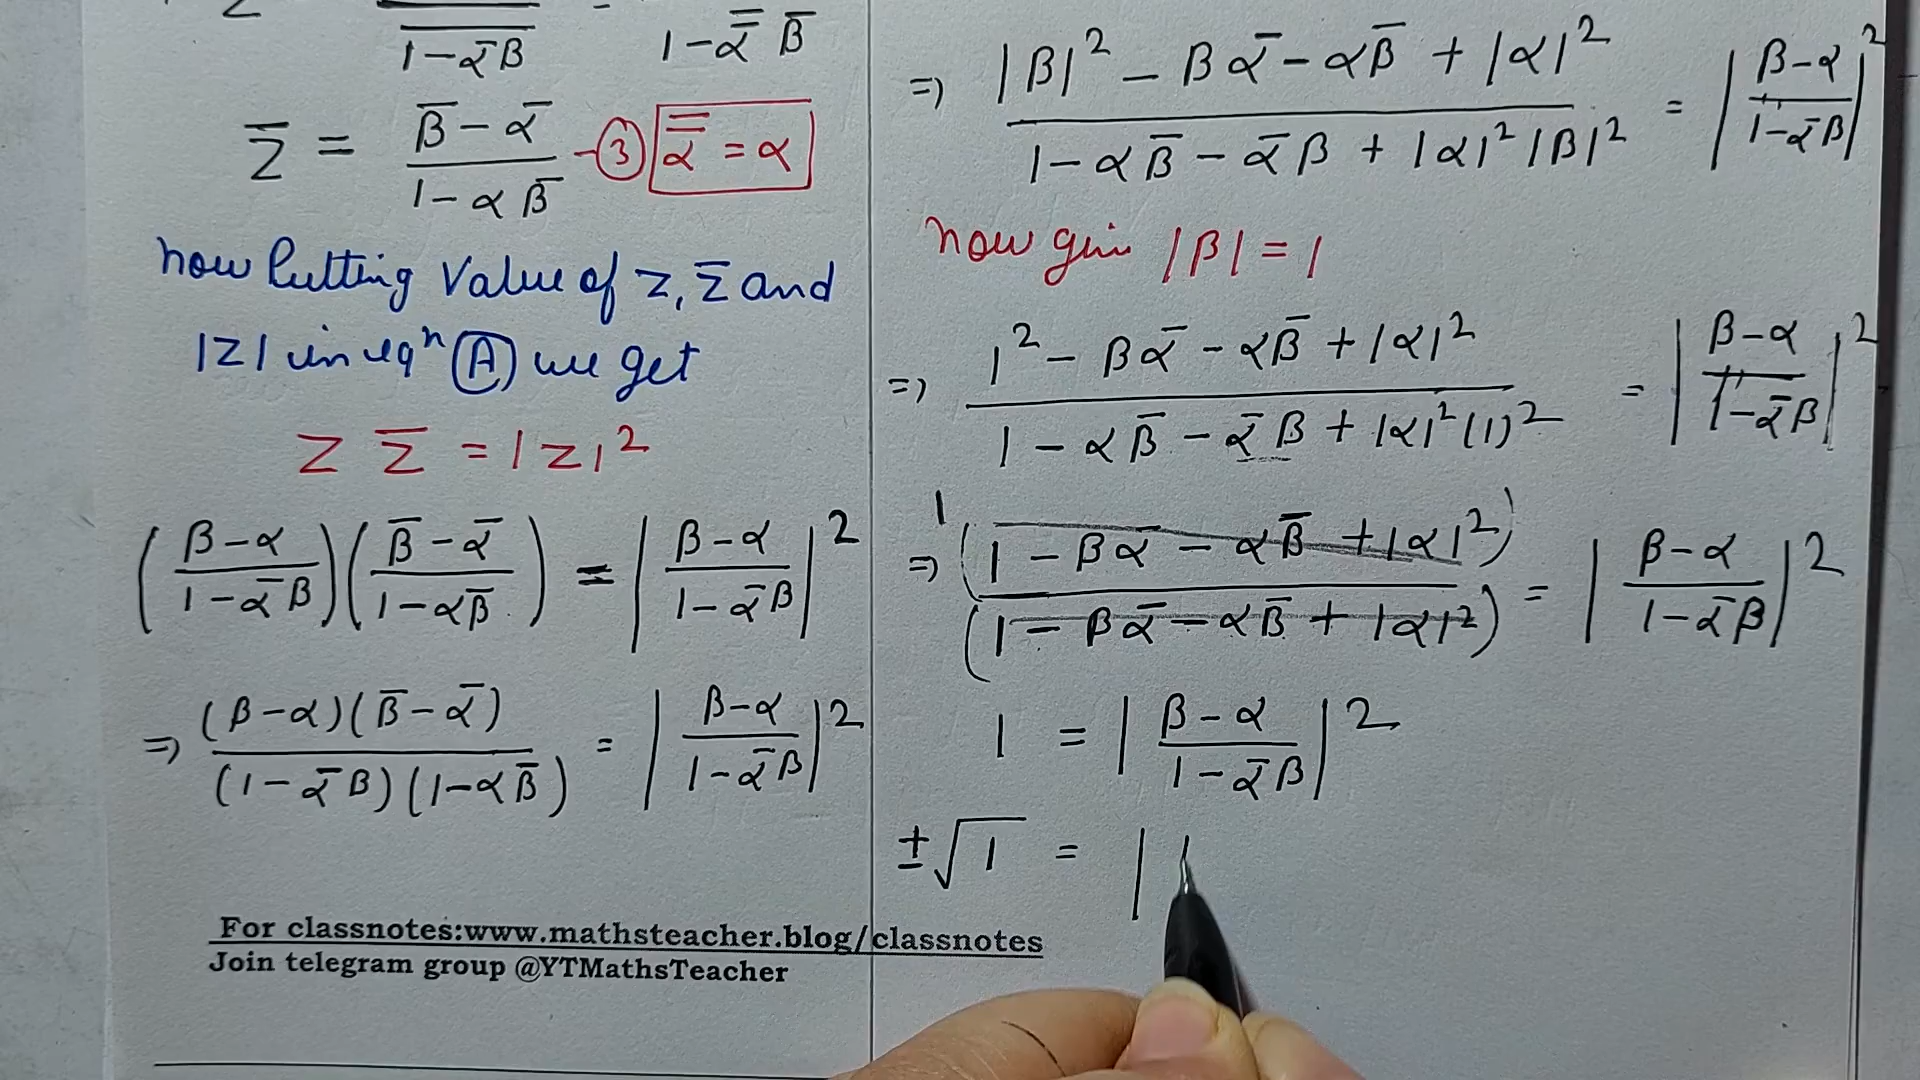 1-ᾱβ
1-α̿ β̄
z̄ = (β̄ - ᾱ)/(1 - αβ̄) - ③ α̿ = α
now Putting Value of z, z̄ and
|z| in eqⁿ Ⓐ we get
z z̄ = |z|²
((β-α)/(1-ᾱβ)) ((β̄-ᾱ)/(1-αβ̄)) = |(β-α)/(1-ᾱβ)|²
⇒ (β-α)(β̄-ᾱ)/(1-ᾱβ)(1-αβ̄) = |(β-α)/(1-ᾱβ)|²
⇒ (|β|² - βᾱ - αβ̄ + |α|²)/(1 - αβ̄ - ᾱβ + |α|²|β|²) = |(β-α)/(1-ᾱβ)|²
now |β| = 1
⇒ (1² - βᾱ - αβ̄ + |α|²)/(1 - αβ̄ - ᾱβ + |α|²(1)²) = |(β-α)/(1-ᾱβ)|²
⇒ 1 (1 - βᾱ - αβ̄ + |α|²)/(1 - βᾱ - αβ̄ + |α|²) = |(β-α)/(1-ᾱβ)|²
1 = |(β-α)/(1-ᾱβ)|²
±√1 = |
For classnotes:www.mathsteacher.blog/classnotes
Join telegram group @YTMathsTeacher